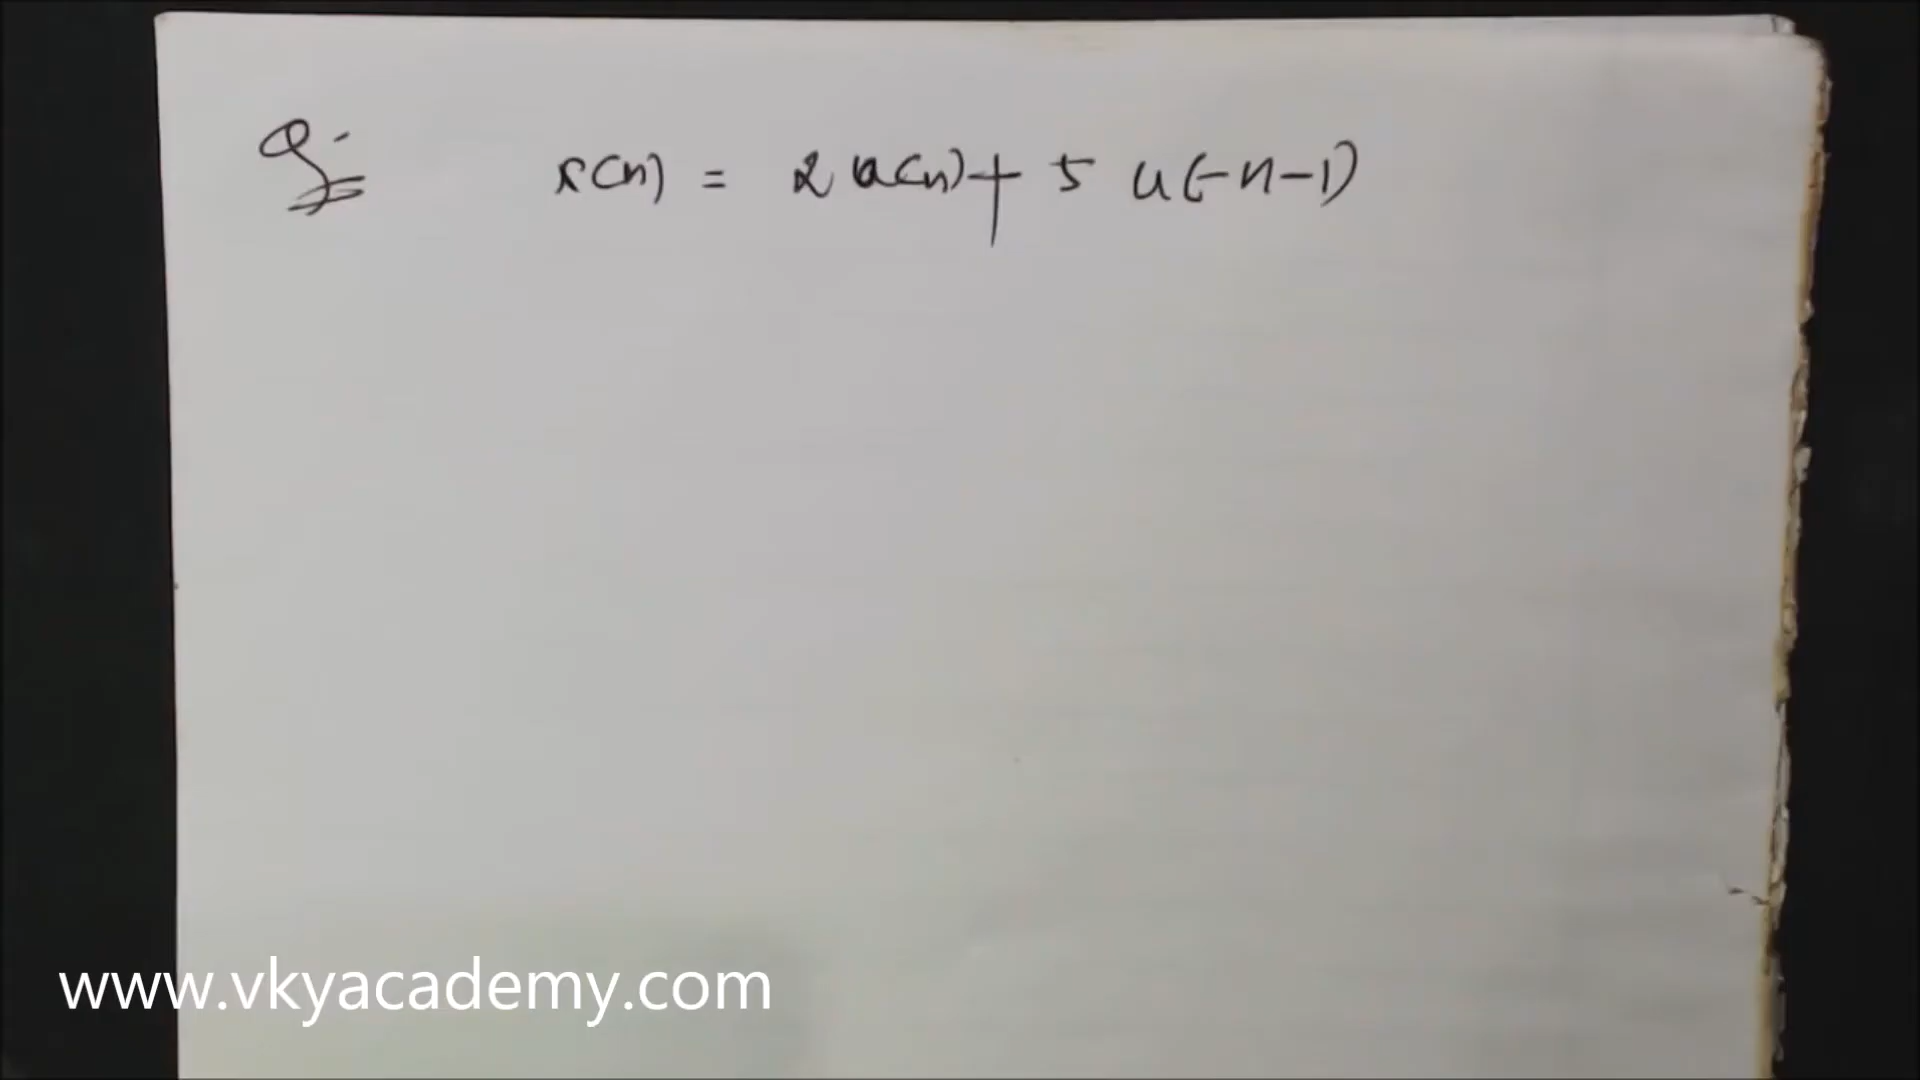 Q:-
x(n) = 2 u(n) + 5 u(-n-1)
www.vkyacademy.com